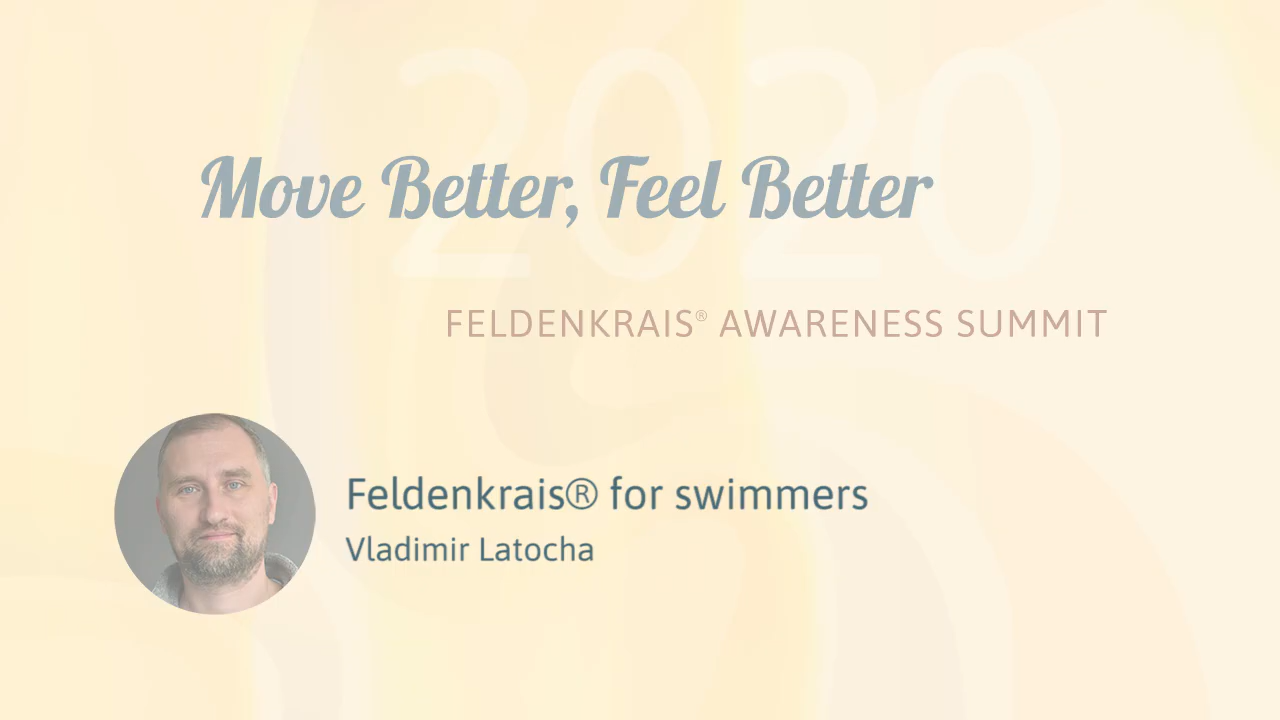 2020
Move Better, Feel Better
FELDENKRAIS® AWARENESS SUMMIT
Feldenkrais® for swimmers
Vladimir Latocha